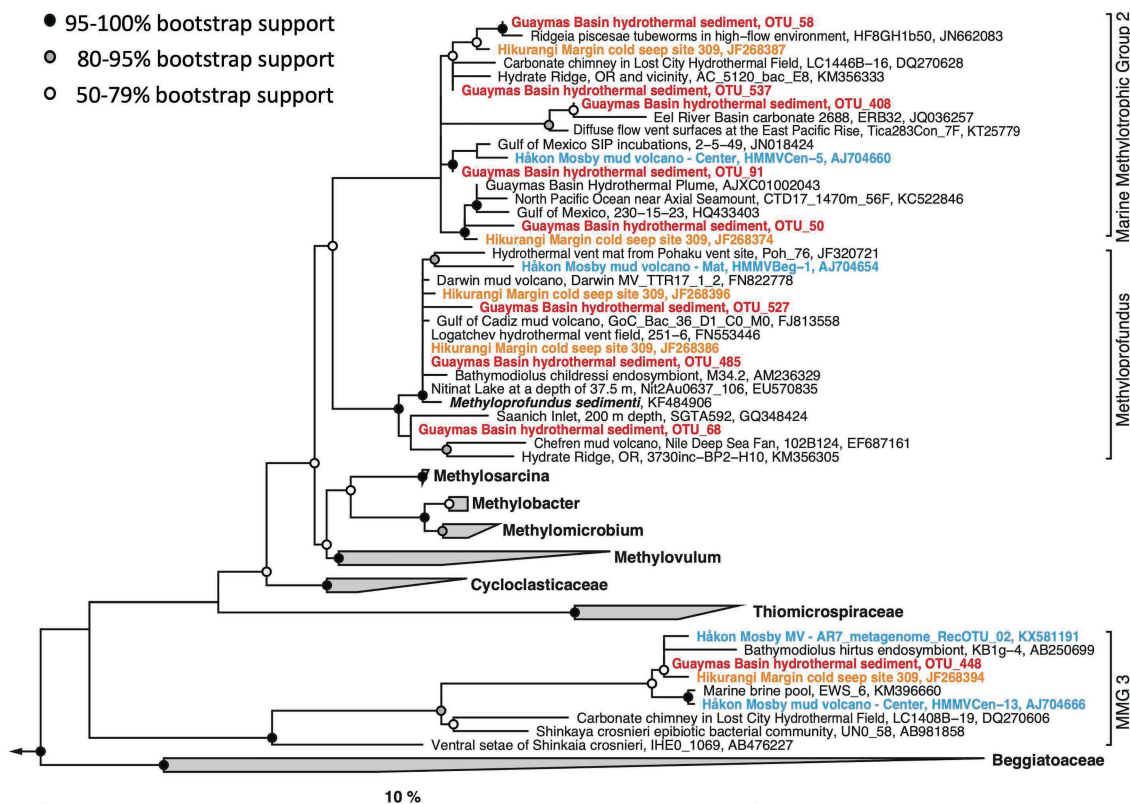 95-100% bootstrap support
80-95% bootstrap support
50-79% bootstrap support
Guaymas Basin hydrothermal sediment, OTU_58
Ridgeia piscesae tubeworms in high-flow environment, HF8GH1b50, JN662083
Hikurangi Margin cold seep site 309, JF268387
Carbonate chimney in Lost City Hydrothermal Field, LC1446B-16, DQ270628
Hydrate Ridge, OR and vicinity, AC_5120_bac_E8, KM356333
Guaymas Basin hydrothermal sediment, OTU_537
Guaymas Basin hydrothermal sediment, OTU_408
Eel River Basin carbonate 2688, ERB32, JQ036257
Diffuse flow vent surfaces at the East Pacific Rise, Tica283Con_7F, KT25779
Gulf of Mexico SIP incubations, 2-5-49, JN018424
Håkon Mosby mud volcano - Center, HMMVCen-5, AJ704660
Guaymas Basin hydrothermal sediment, OTU_91
Guaymas Basin Hydrothermal Plume, AJXC01002043
North Pacific Ocean near Axial Seamount, CTD17_1470m_56F, KC522846
Gulf of Mexico, 230-15-23, HQ433403
Guaymas Basin hydrothermal sediment, OTU_50
Hikurangi Margin cold seep site 309, JF268374
Marine Methylotrophic Group 2
Hydrothermal vent mat from Pohaku vent site, Poh_76, JF320721
Håkon Mosby mud volcano - Mat, HMMVBeg-1, AJ704654
Darwin mud volcano, Darwin MV_TTR17_1_2, FN822778
Hikurangi Margin cold seep site 309, JF268396
Guaymas Basin hydrothermal sediment, OTU_527
Gulf of Cadiz mud volcano, GoC_Bac_36_D1_C0_M0, FJ813558
Logatchev hydrothermal vent field, 251-6, FN553446
Hikurangi Margin cold seep site 309, JF268386
Guaymas Basin hydrothermal sediment, OTU_485
Bathymodiolus childressi endosymbiont, M34.2, AM236329
Nitinat Lake at a depth of 37.5 m, Nit2Au0637_106, EU570835
Methyloprofundus sedimenti, KF484906
Saanich Inlet, 200 m depth, SGTA592, GQ348424
Guaymas Basin hydrothermal sediment, OTU_68
Chefren mud volcano, Nile Deep Sea Fan, 102B124, EF687161
Hydrate Ridge, OR, 3730inc-BP2-H10, KM356305
Methyloprofundus
Methylosarcina
Methylobacter
Methylomicrobium
Methylovulum
Cycloclasticaceae
Thiomicrospiraceae
Håkon Mosby MV - AR7_metagenome_RecOTU_02, KX581191
Bathymodiolus hirtus endosymbiont, KB1g-4, AB250699
Guaymas Basin hydrothermal sediment, OTU_448
Hikurangi Margin cold seep site 309, JF268394
Marine brine pool, EWS_6, KM396660
Håkon Mosby mud volcano - Center, HMMVCen-13, AJ704666
Carbonate chimney in Lost City Hydrothermal Field, LC1408B-19, DQ270606
Shinkaya crosnieri epibiotic bacterial community, UN0_58, AB981858
Ventral setae of Shinkaia crosnieri, IHE0_1069, AB476227
MMG 3
Beggiatoaceae
10 %